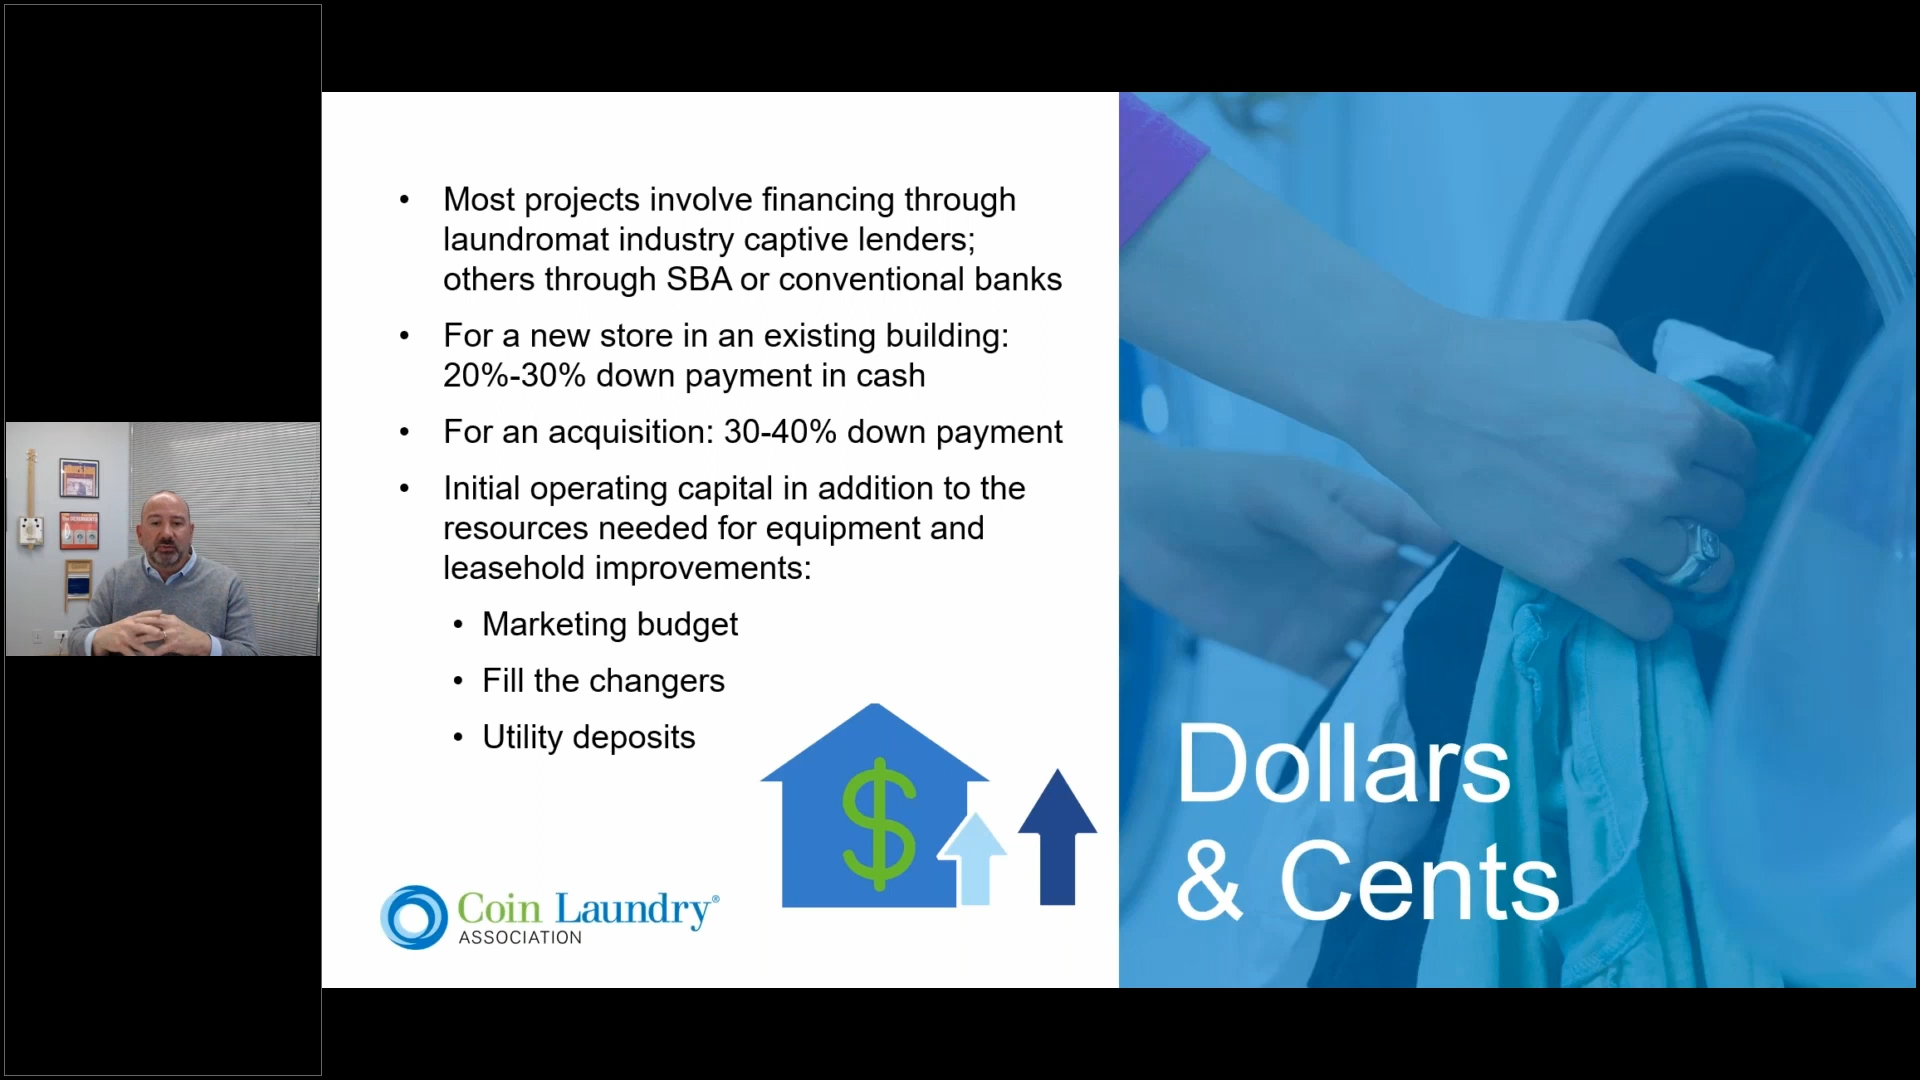 • Most projects involve financing through
laundromat industry captive lenders;
others through SBA or conventional banks
• For a new store in an existing building:
20%-30% down payment in cash
• For an acquisition: 30-40% down payment
• Initial operating capital in addition to the
resources needed for equipment and
leasehold improvements:
• Marketing budget
• Fill the changers
• Utility deposits
$
Coin Laundry®
ASSOCIATION
Dollars
& Cents